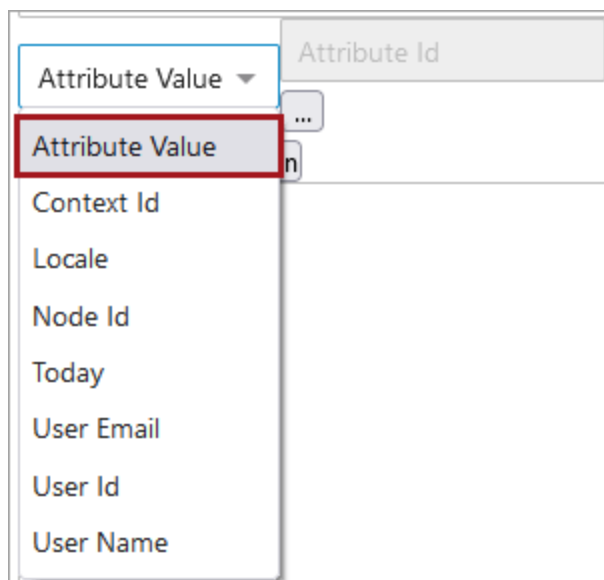 Attribute Id
Attribute Value
...
Attribute Value
n
Context Id
Locale
Node Id
Today
User Email
User Id
User Name